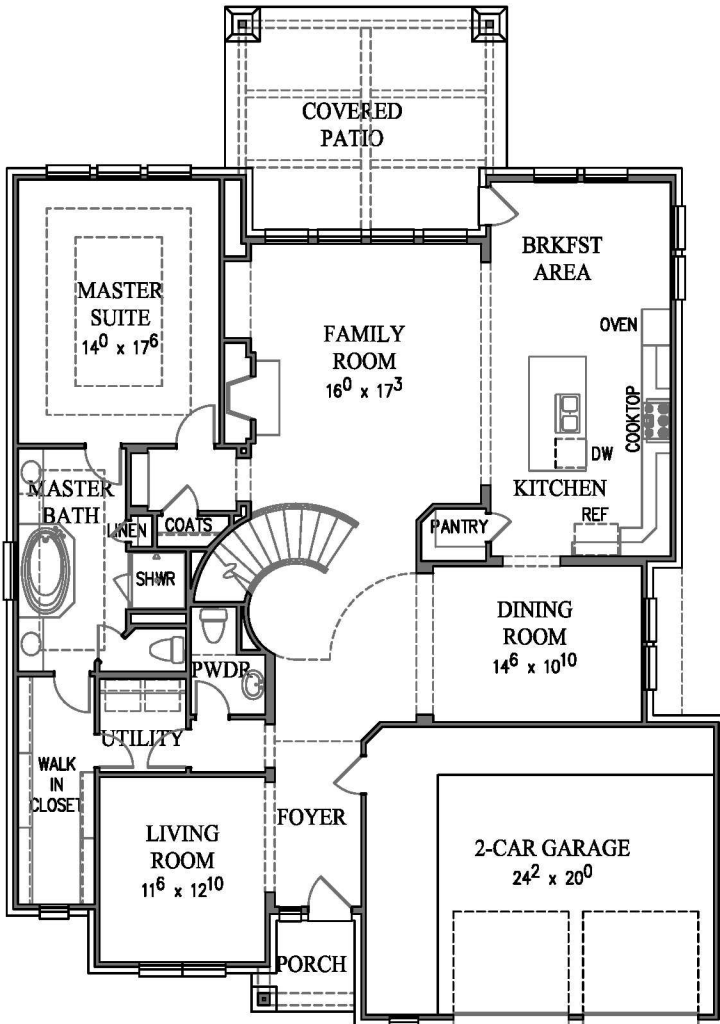 COVERED
PATIO
BRKFST
AREA
MASTER
SUITE
14⁰ x 17⁶
FAMILY
ROOM
16⁰ x 17³
OVEN
COOKTOP
DW
KITCHEN
REF
MASTER
BATH
LINEN
COATS
PANTRY
SHWR
DINING
ROOM
14⁶ x 10¹⁰
PWDR
UTILITY
WALK
IN
CLOSET
LIVING
ROOM
11⁶ x 12¹⁰
FOYER
2-CAR GARAGE
24² x 20⁰
PORCH